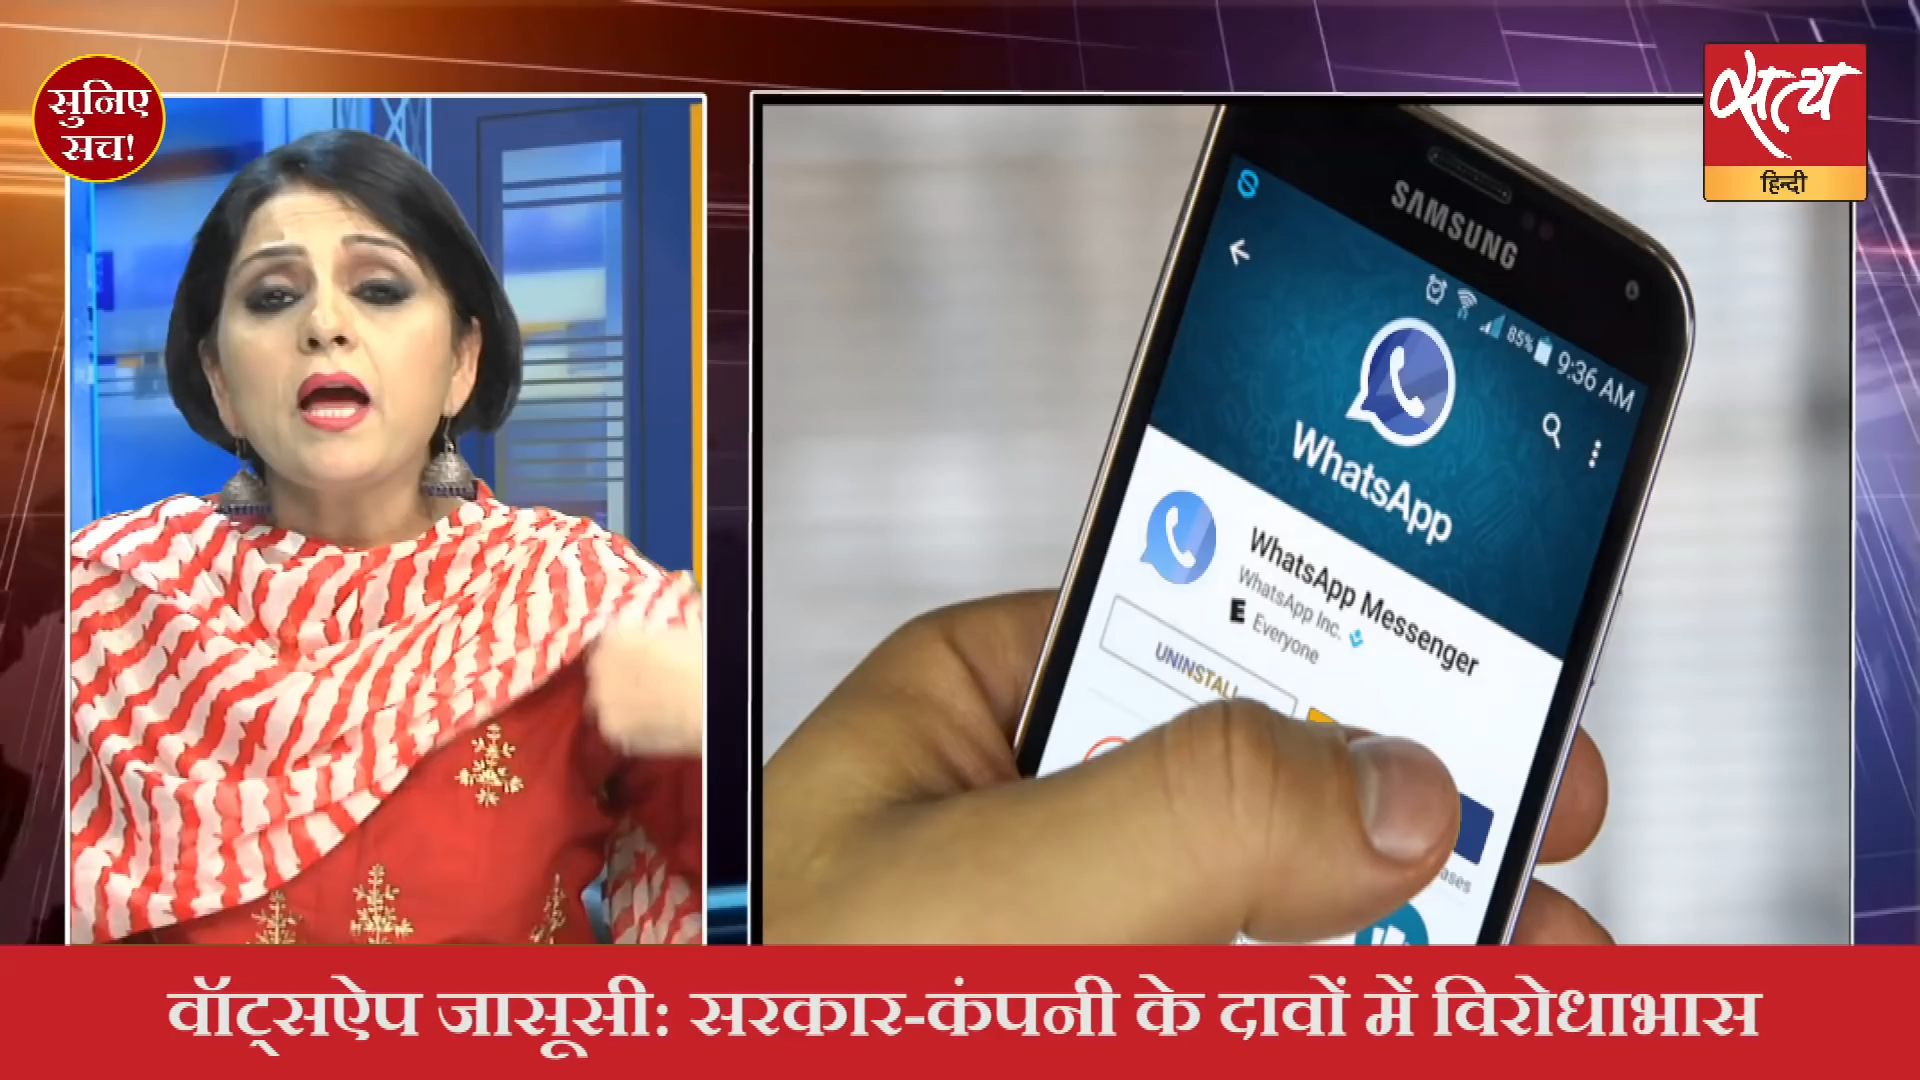 सुनिए
सच!
सत्य
हिन्दी
SAMSUNG
85% 9:36 AM
WhatsApp
WhatsApp Messenger
WhatsApp Inc.
E Everyone
UNINSTALL
वॉट्सऐप जासूसी: सरकार-कंपनी के दावों में विरोधाभास